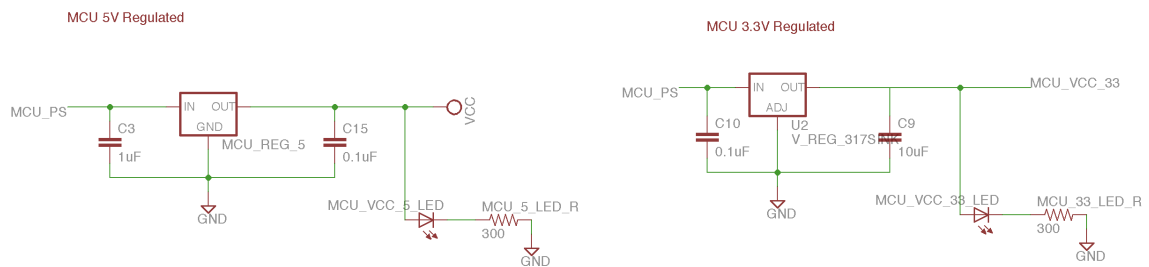 MCU 5V Regulated
MCU_PS
IN
OUT
GND
MCU_REG_5
C3
1uF
C15
0.1uF
VCC
GND
MCU_VCC_5_LED
MCU_5_LED_R
300
GND
MCU 3.3V Regulated
MCU_PS
IN
OUT
ADJ
U2
V_REG_317SINK
C10
0.1uF
C9
10uF
MCU_VCC_33
GND
MCU_VCC_33_LED
MCU_33_LED_R
300
GND